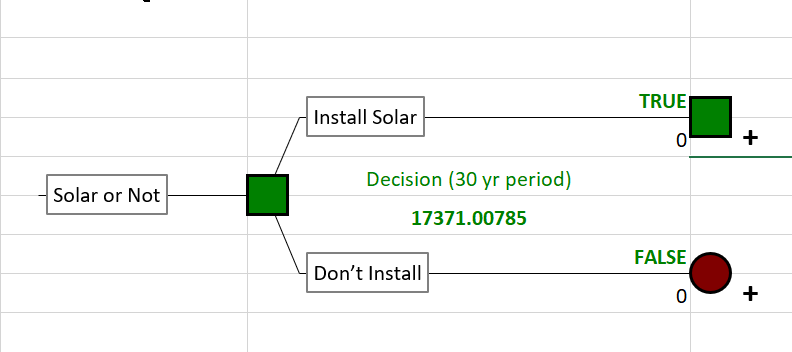 TRUE
Install Solar
0
+
Decision (30 yr period)
Solar or Not
17371.00785
FALSE
Don’t Install
0
+